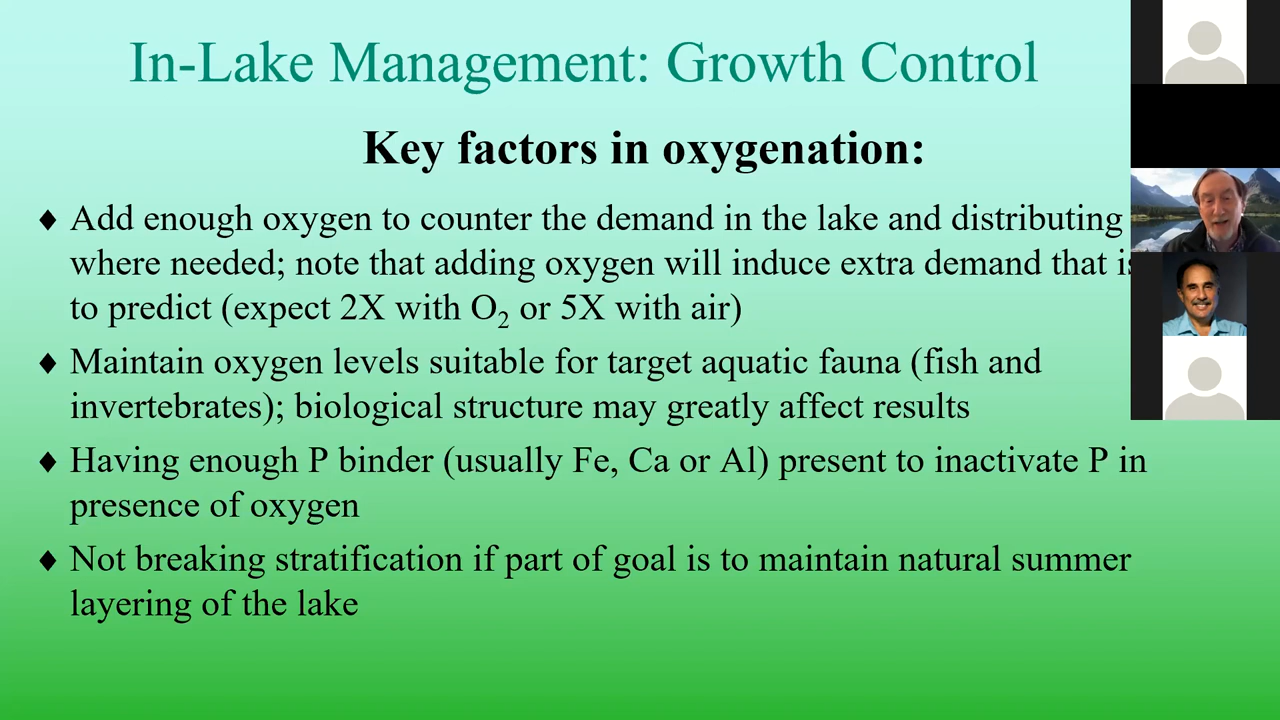 In-Lake Management: Growth Control
Key factors in oxygenation:
♦ Add enough oxygen to counter the demand in the lake and distributing
where needed; note that adding oxygen will induce extra demand that is
to predict (expect 2X with O₂ or 5X with air)
♦ Maintain oxygen levels suitable for target aquatic fauna (fish and
invertebrates); biological structure may greatly affect results
♦ Having enough P binder (usually Fe, Ca or Al) present to inactivate P in
presence of oxygen
♦ Not breaking stratification if part of goal is to maintain natural summer
layering of the lake